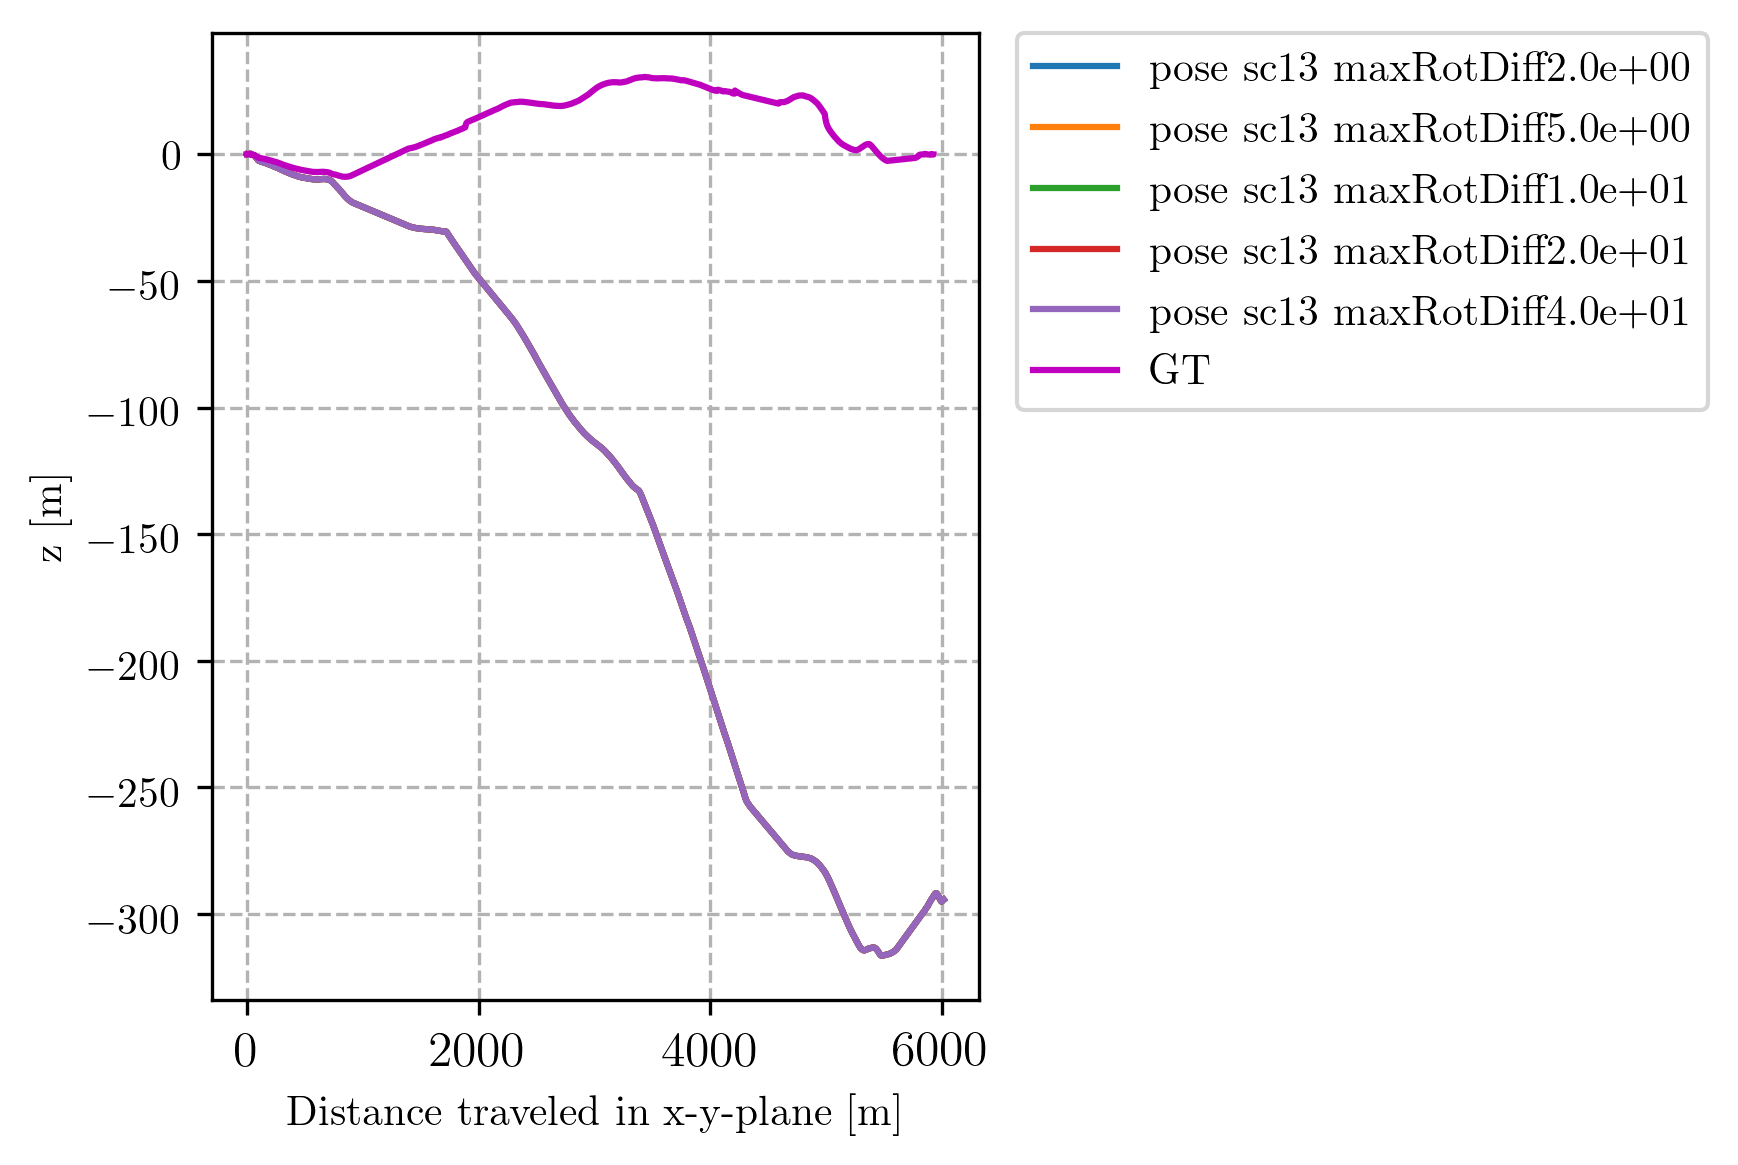 pose sc13 maxRotDiff2.0e+00
pose sc13 maxRotDiff5.0e+00
pose sc13 maxRotDiff1.0e+01
pose sc13 maxRotDiff2.0e+01
pose sc13 maxRotDiff4.0e+01
GT
0
−50
−100
−150
−200
−250
−300
z [m]
0 2000 4000 6000
Distance traveled in x-y-plane [m]